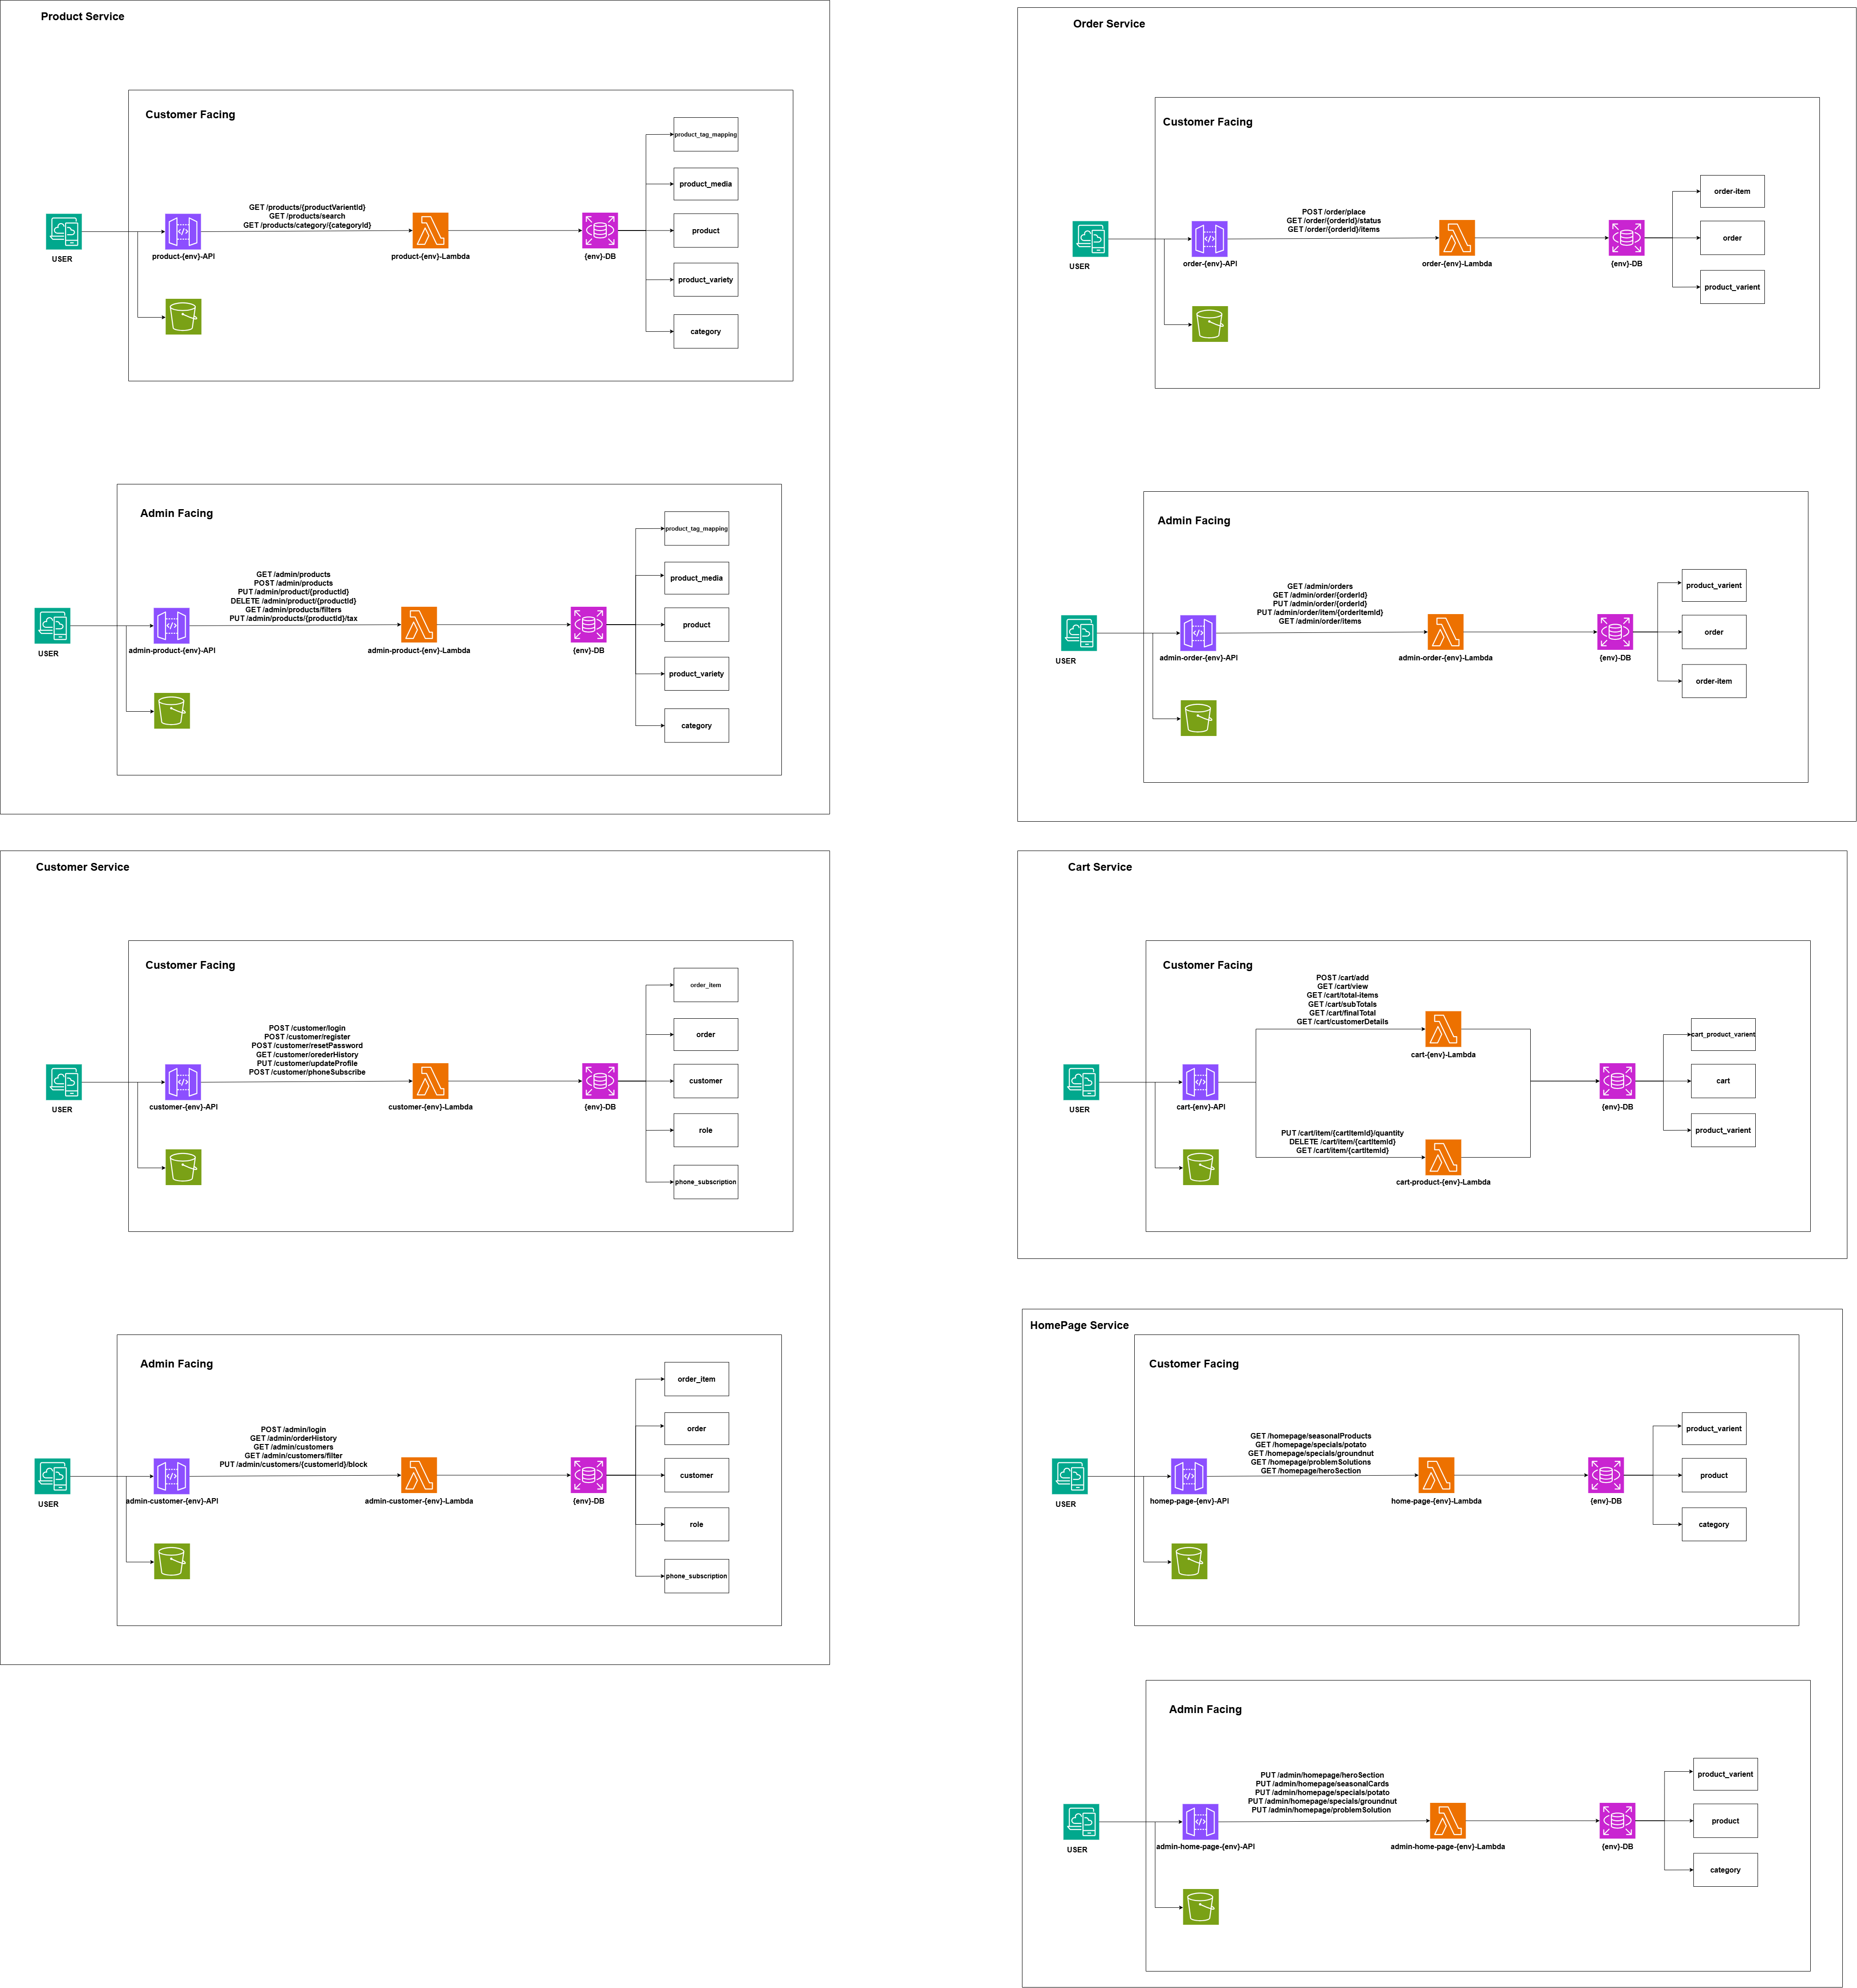 Product Service
Customer Facing
product_tag_mapping
product_media
GET /products/{productVarientId}
GET /products/search
GET /products/category/{categoryId}
product
USER
product-{env}-API
product-{env}-Lambda
{env}-DB
product_variety
category
Admin Facing
product_tag_mapping
GET /admin/products
POST /admin/products
PUT /admin/product/{productId}
DELETE /admin/product/{productId}
GET /admin/products/filters
PUT /admin/products/{productId}/tax
product_media
product
USER
admin-product-{env}-API
admin-product-{env}-Lambda
{env}-DB
product_variety
category
Order Service
Customer Facing
order-item
POST /order/place
GET /order/{orderId}/status
GET /order/{orderId}/items
order
USER
order-{env}-API
order-{env}-Lambda
{env}-DB
product_varient
Admin Facing
GET /admin/orders
GET /admin/order/{orderId}
PUT /admin/order/{orderId}
PUT /admin/order/item/{orderItemId}
GET /admin/order/items
product_varient
order
USER
admin-order-{env}-API
admin-order-{env}-Lambda
{env}-DB
order-item
Customer Service
Customer Facing
order_item
POST /customer/login
POST /customer/register
POST /customer/resetPassword
GET /customer/orederHistory
PUT /customer/updateProfile
POST /customer/phoneSubscribe
order
customer
USER
customer-{env}-API
customer-{env}-Lambda
{env}-DB
role
phone_subscription
Admin Facing
order_item
POST /admin/login
GET /admin/orderHistory
GET /admin/customers
GET /admin/customers/filter
PUT /admin/customers/{customerId}/block
order
customer
USER
admin-customer-{env}-API
admin-customer-{env}-Lambda
{env}-DB
role
phone_subscription
Cart Service
Customer Facing
POST /cart/add
GET /cart/view
GET /cart/total-items
GET /cart/subTotals
GET /cart/finalTotal
GET /cart/customerDetails
cart-{env}-Lambda
cart_product_varient
cart
USER
cart-{env}-API
{env}-DB
product_varient
PUT /cart/item/{cartItemId}/quantity
DELETE /cart/item/{cartItemId}
GET /cart/item/{cartItemId}
cart-product-{env}-Lambda
HomePage Service
Customer Facing
GET /homepage/seasonalProducts
GET /homepage/specials/potato
GET /homepage/specials/groundnut
GET /homepage/problemSolutions
GET /homepage/heroSection
product_varient
product
USER
homep-page-{env}-API
home-page-{env}-Lambda
{env}-DB
category
Admin Facing
PUT /admin/homepage/heroSection
PUT /admin/homepage/seasonalCards
PUT /admin/homepage/specials/potato
PUT /admin/homepage/specials/groundnut
PUT /admin/homepage/problemSolution
product_varient
product
USER
admin-home-page-{env}-API
admin-home-page-{env}-Lambda
{env}-DB
category